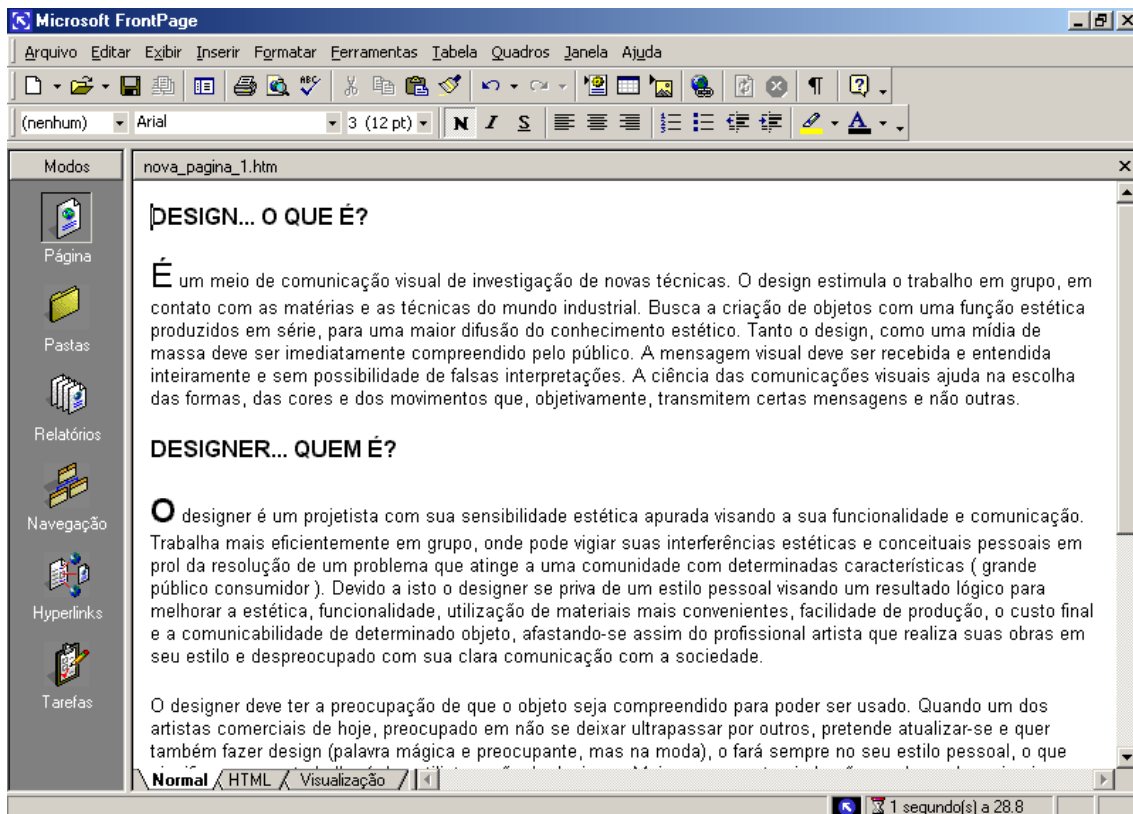 Microsoft FrontPage
Arquivo Editar Exibir Inserir Formatar Ferramentas Tabela Quadros Janela Ajuda
(nenhum) Arial 3 (12 pt) N I S A
Modos nova_pagina_1.htm
Página
Pastas
Relatórios
Navegação
Hyperlinks
Tarefas
DESIGN... O QUE É?
É um meio de comunicação visual de investigação de novas técnicas. O design estimula o trabalho em grupo, em
contato com as matérias e as técnicas do mundo industrial. Busca a criação de objetos com uma função estética
produzidos em série, para uma maior difusão do conhecimento estético. Tanto o design, como uma mídia de
massa deve ser imediatamente compreendido pelo público. A mensagem visual deve ser recebida e entendida
inteiramente e sem possibilidade de falsas interpretações. A ciência das comunicações visuais ajuda na escolha
das formas, das cores e dos movimentos que, objetivamente, transmitem certas mensagens e não outras.
DESIGNER... QUEM É?
O designer é um projetista com sua sensibilidade estética apurada visando a sua funcionalidade e comunicação.
Trabalha mais eficientemente em grupo, onde pode vigiar suas interferências estéticas e conceituais pessoais em
prol da resolução de um problema que atinge a uma comunidade com determinadas características ( grande
público consumidor ). Devido a isto o designer se priva de um estilo pessoal visando um resultado lógico para
melhorar a estética, funcionalidade, utilização de materiais mais convenientes, facilidade de produção, o custo final
e a comunicabilidade de determinado objeto, afastando-se assim do profissional artista que realiza suas obras em
seu estilo e despreocupado com sua clara comunicação com a sociedade.
O designer deve ter a preocupação de que o objeto seja compreendido para poder ser usado. Quando um dos
artistas comerciais de hoje, preocupado em não se deixar ultrapassar por outros, pretende atualizar-se e quer
também fazer design (palavra mágica e preocupante, mas na moda), o fará sempre no seu estilo pessoal, o que
Normal HTML Visualização
1 segundo(s) a 28.8